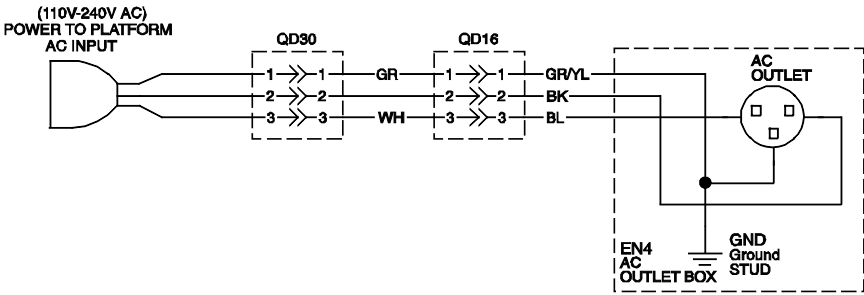 (110V-240V AC)
POWER TO PLATFORM
AC INPUT
QD30
QD16
1 1 GR 1 1 GR/YL
2 2 2 2 BK
3 3 WH 3 3 BL
AC
OUTLET
EN4
AC
OUTLET BOX
GND
Ground
STUD